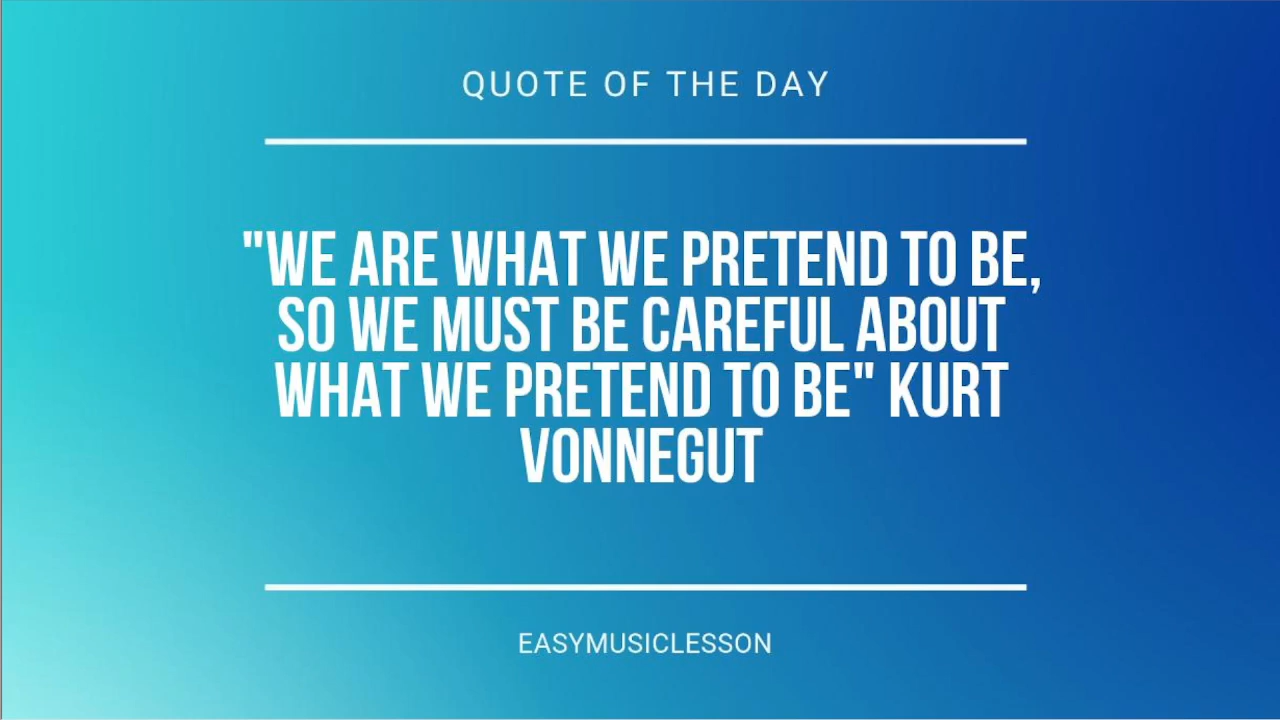 QUOTE OF THE DAY
"WE ARE WHAT WE PRETEND TO BE,
SO WE MUST BE CAREFUL ABOUT
WHAT WE PRETEND TO BE" KURT
VONNEGUT
EASYMUSICLESSON